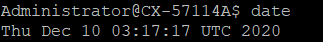 Administrator@CX-57114A$ date
Thu Dec 10 03:17:17 UTC 2020